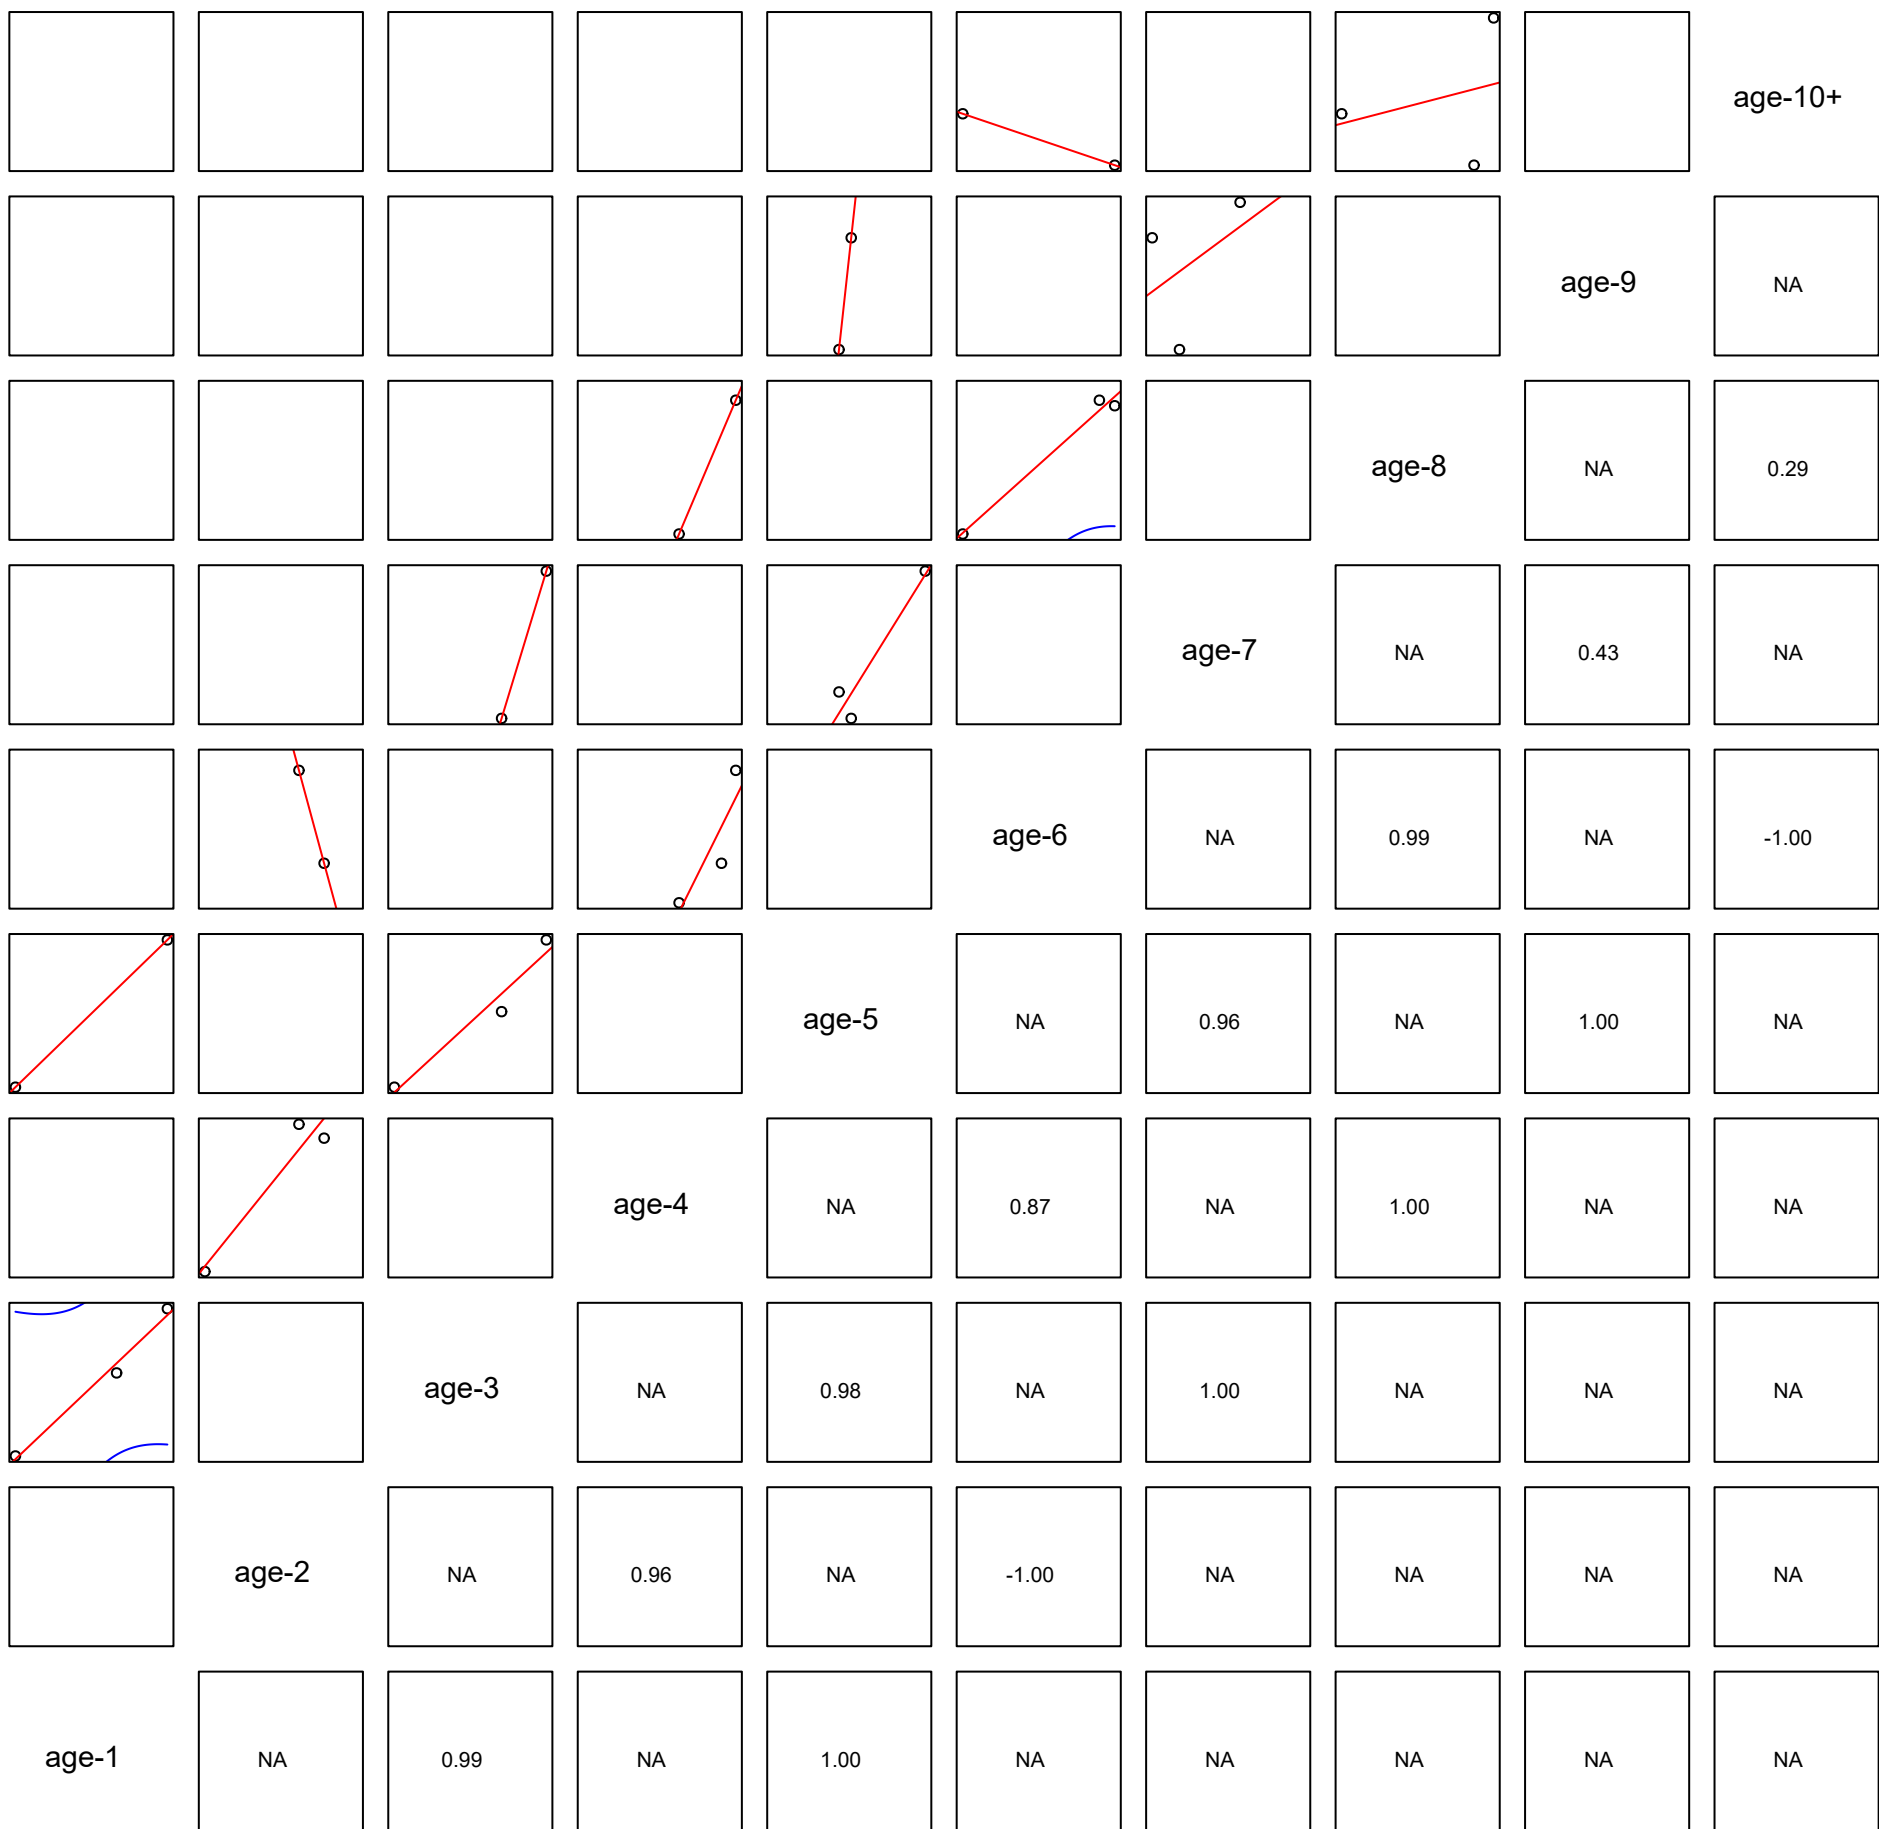 age-10+
age-9 NA
age-8 NA 0.29
age-7 NA 0.43 NA
age-6 NA 0.99 NA -1.00
age-5 NA 0.96 NA 1.00 NA
age-4 NA 0.87 NA 1.00 NA NA
age-3 NA 0.98 NA 1.00 NA NA NA
age-2 NA 0.96 NA -1.00 NA NA NA NA
age-1 NA 0.99 NA 1.00 NA NA NA NA NA